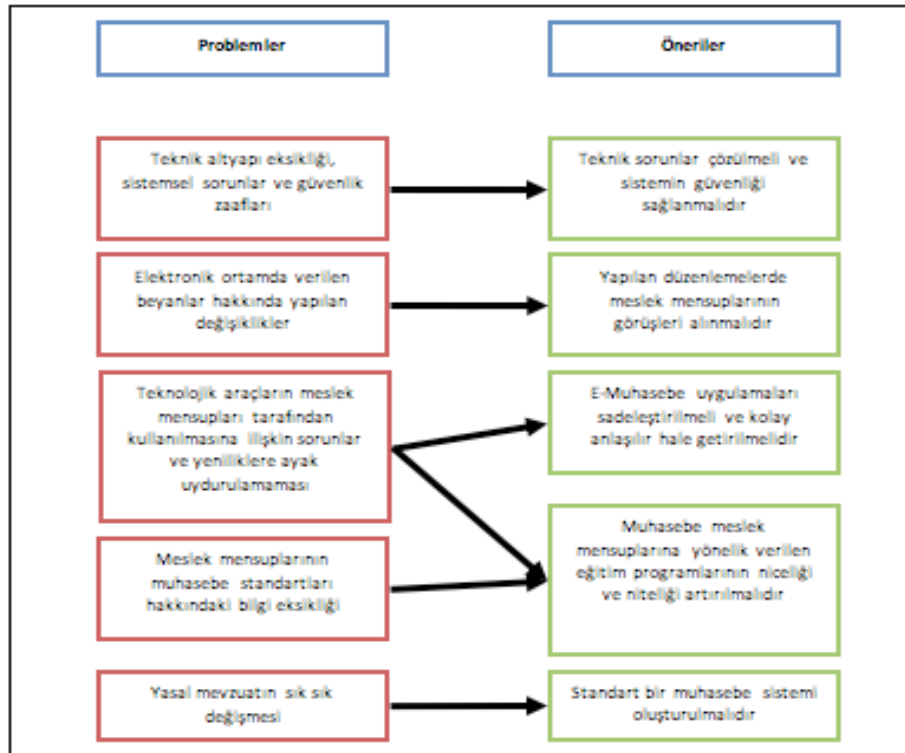 Problemler
Öneriler
Teknik altyapı eksikliği,
sistemsel sorunlar ve güvenlik
zaafları
Teknik sorunlar çözülmeli ve
sistemin güvenliği
sağlanmalıdır
Elektronik ortamda verilen
beyanlar hakkında yapılan
değişiklikler
Yapılan düzenlemelerde
meslek mensuplarının
görüşleri alınmalıdır
Teknolojik araçların meslek
mensupları tarafından
kullanılmasına ilişkin sorunlar
ve yeniliklere ayak
uydurulamaması
E-Muhasebe uygulamaları
sadeleştirilmeli ve kolay
anlaşılır hale getirilmelidir
Meslek mensuplarının
muhasebe standartları
hakkındaki bilgi eksikliği
Muhasebe meslek
mensuplarına yönelik verilen
eğitim programlarının niceliği
ve niteliği artırılmalıdır
Yasal mevzuatın sık sık
değişmesi
Standart bir muhasebe sistemi
oluşturulmalıdır